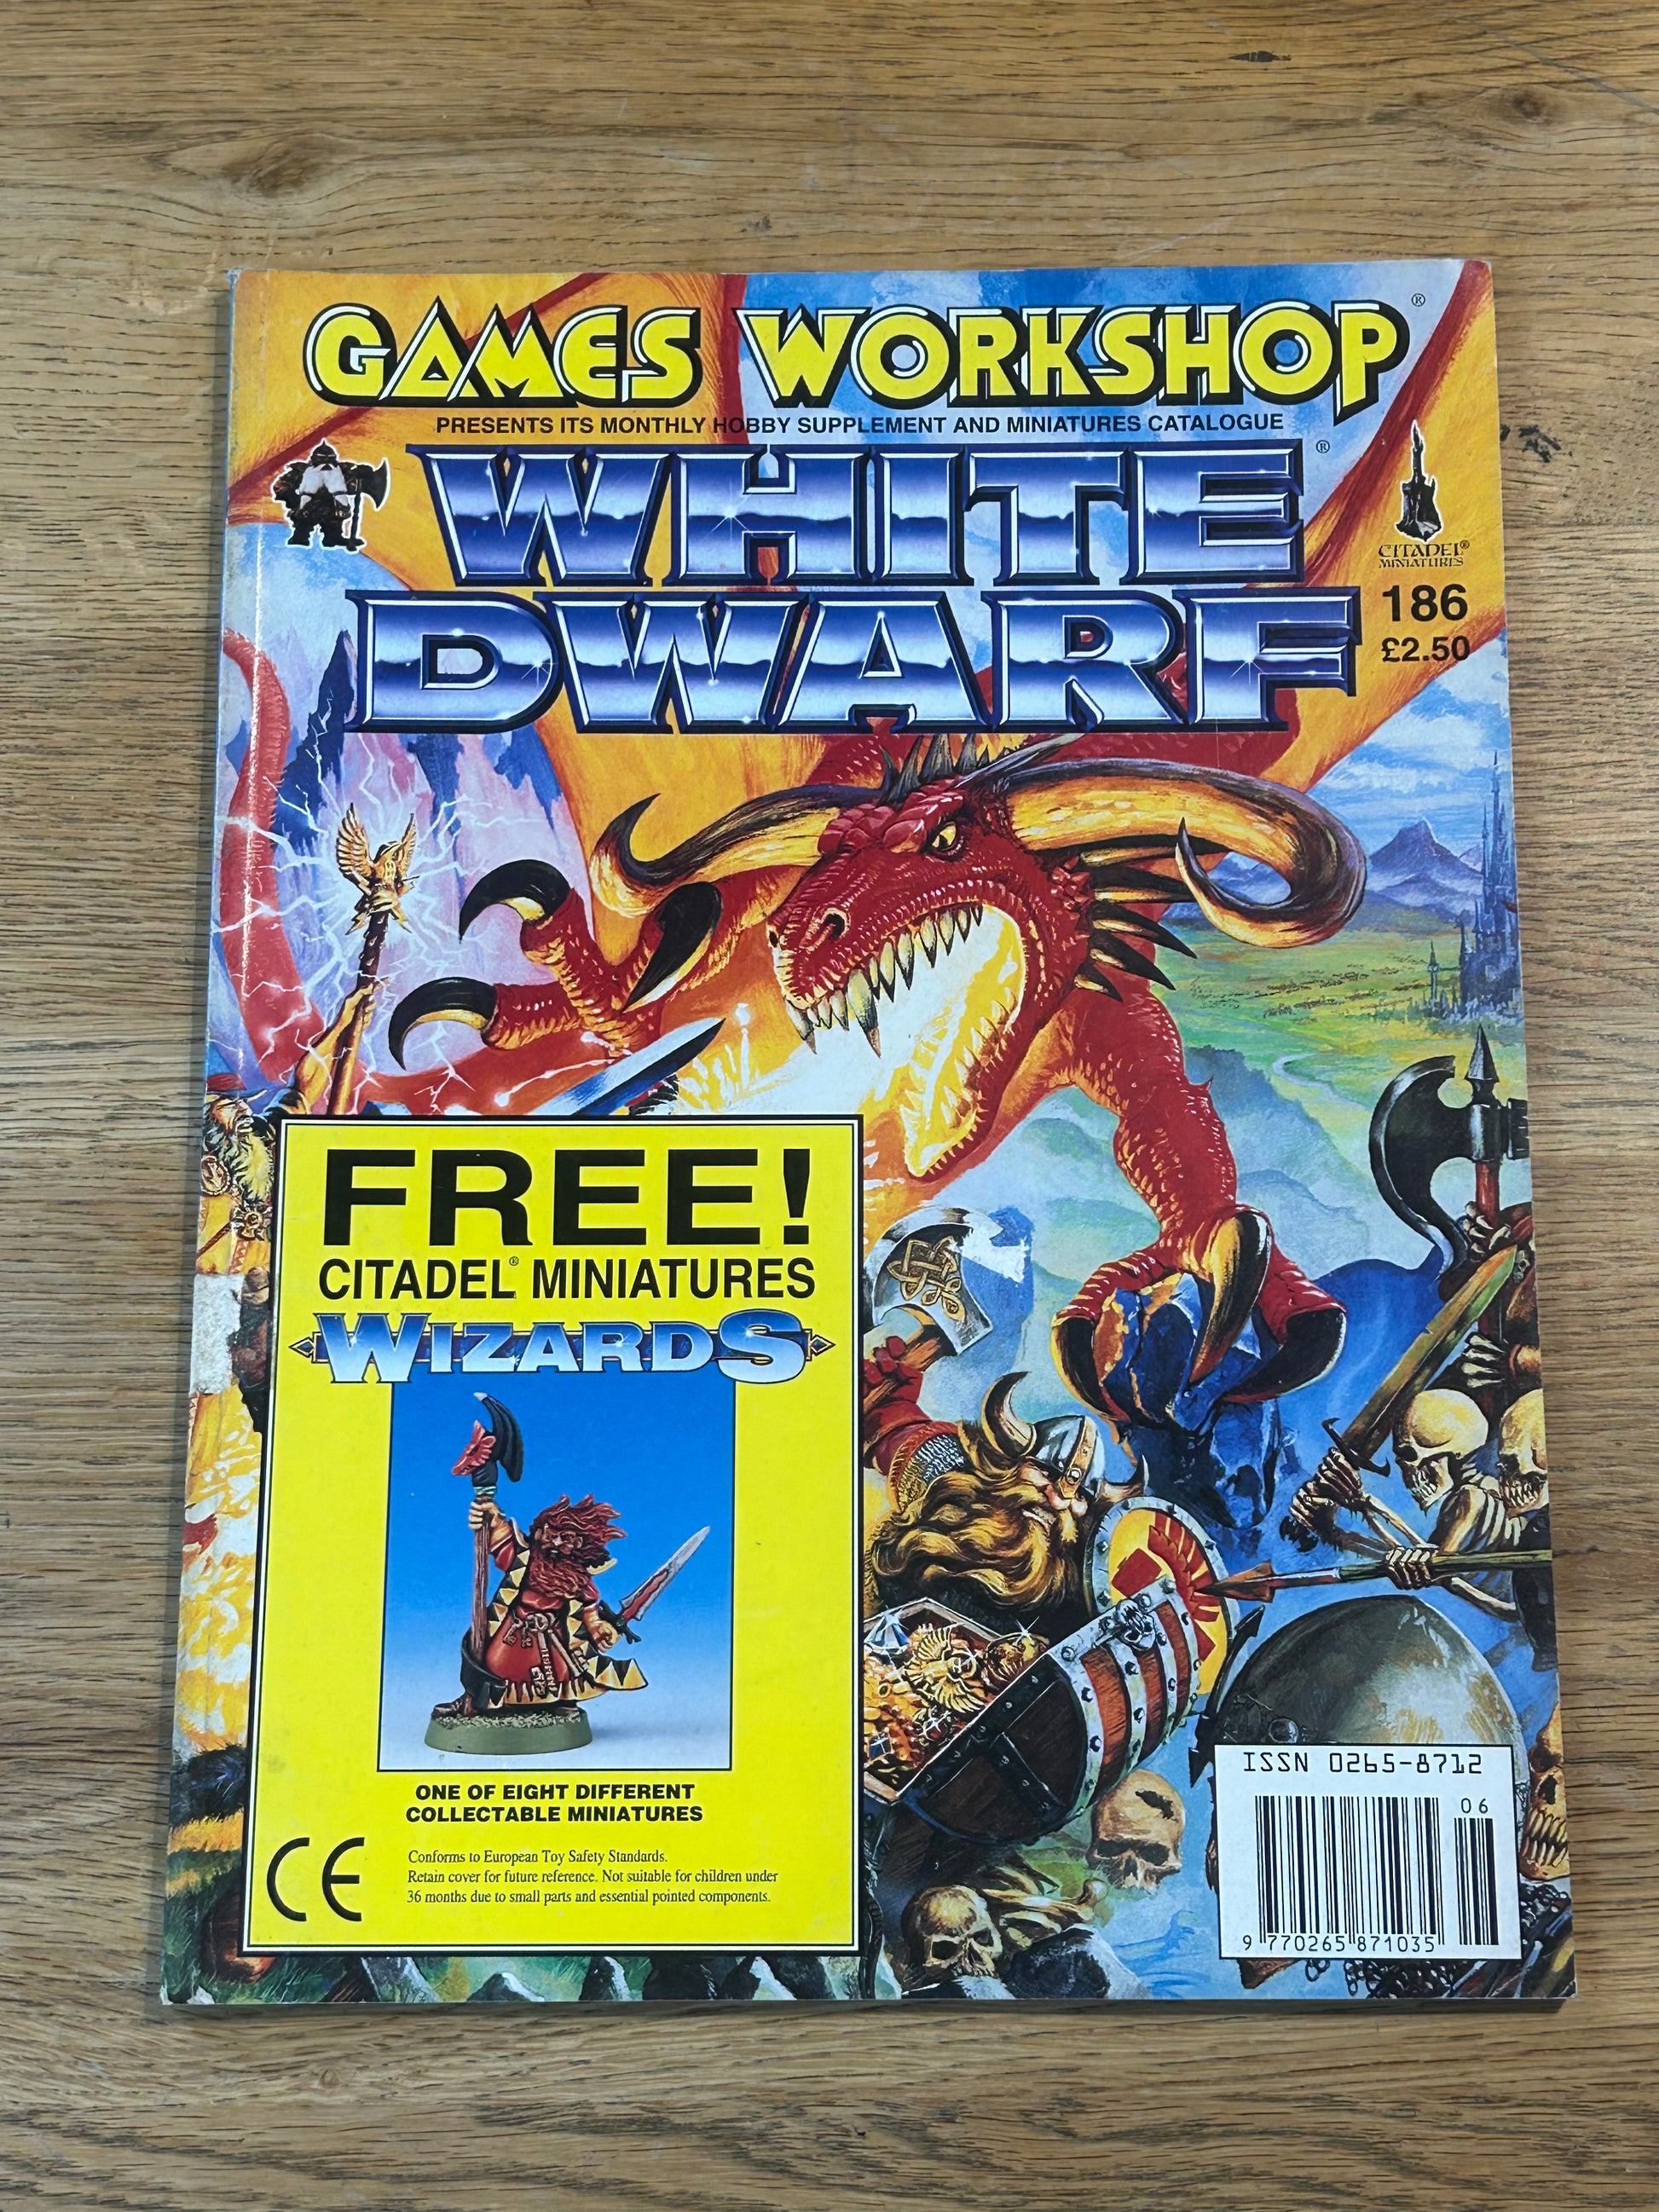 GAMES WORKSHOP®
PRESENTS ITS MONTHLY HOBBY SUPPLEMENT AND MINIATURES CATALOGUE
WHITE®
DWARF
CITADEL®
MINIATURES
186
£2.50
FREE!
CITADEL® MINIATURES
WIZARDS
ONE OF EIGHT DIFFERENT
COLLECTABLE MINIATURES
CE
Conforms to European Toy Safety Standards.
Retain cover for future reference. Not suitable for children under
36 months due to small parts and essential pointed components.
ISSN 0265-8712
06
9 770265 871035